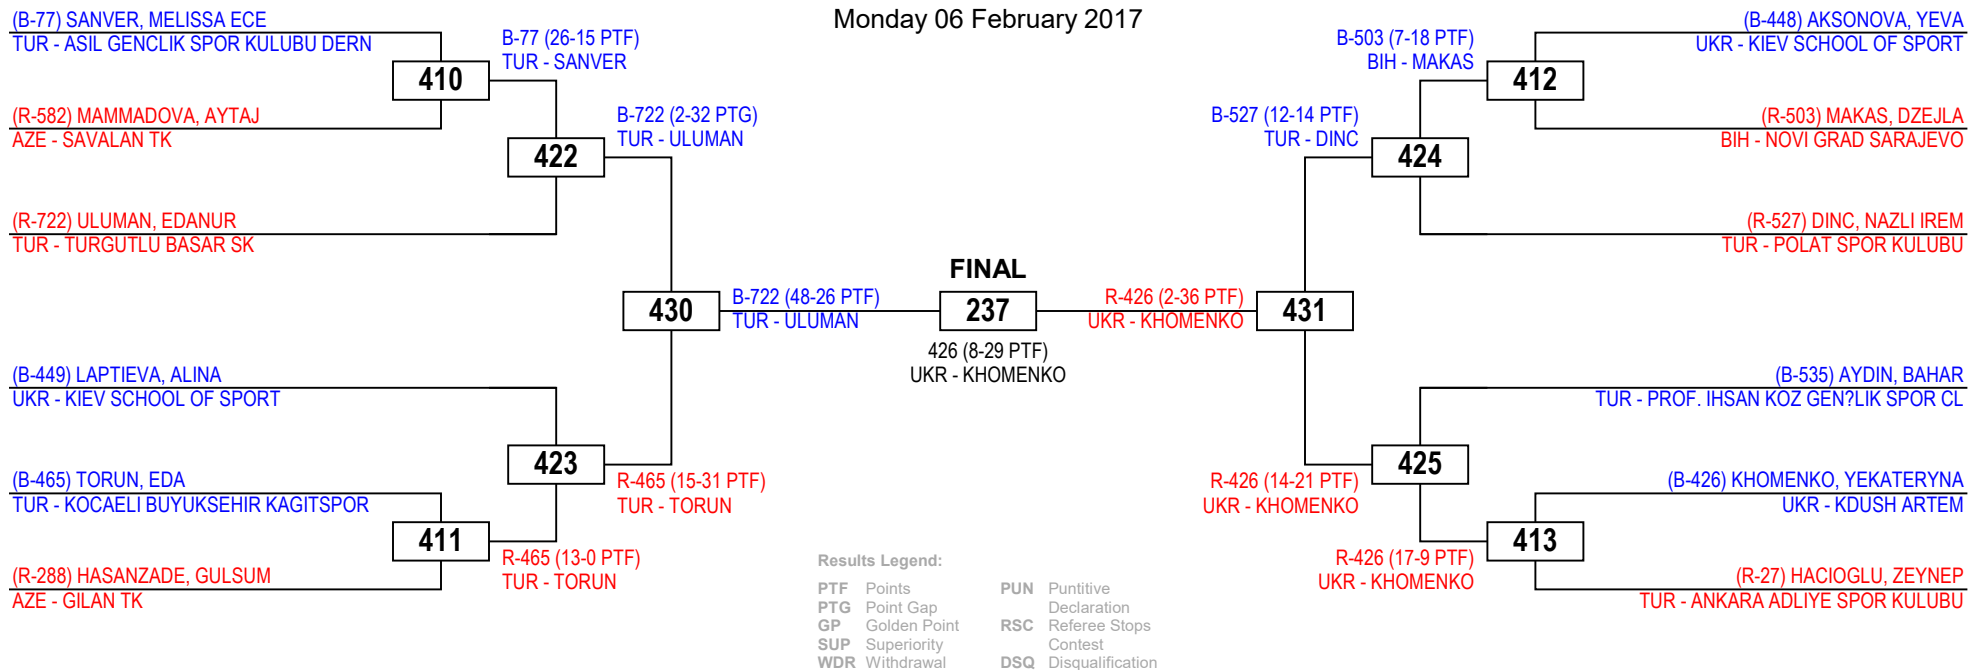 Monday 06 February 2017
(B-77) SANVER, MELISSA ECE
TUR - ASIL GENCLIK SPOR KULUBU DERN
410
(R-582) MAMMADOVA, AYTAJ
AZE - SAVALAN TK
B-77 (26-15 PTF)
TUR - SANVER
422
B-722 (2-32 PTG)
TUR - ULUMAN
(R-722) ULUMAN, EDANUR
TUR - TURGUTLU BASAR SK
430
B-722 (48-26 PTF)
TUR - ULUMAN
(B-449) LAPTIEVA, ALINA
UKR - KIEV SCHOOL OF SPORT
423
R-465 (15-31 PTF)
TUR - TORUN
(B-465) TORUN, EDA
TUR - KOCAELI BUYUKSEHIR KAGITSPOR
411
R-465 (13-0 PTF)
TUR - TORUN
(R-288) HASANZADE, GULSUM
AZE - GILAN TK
FINAL
237
426 (8-29 PTF)
UKR - KHOMENKO
(B-448) AKSONOVA, YEVA
UKR - KIEV SCHOOL OF SPORT
B-503 (7-18 PTF)
BIH - MAKAS
412
(R-503) MAKAS, DZEJLA
BIH - NOVI GRAD SARAJEVO
B-527 (12-14 PTF)
TUR - DINC
424
(R-527) DINC, NAZLI IREM
TUR - POLAT SPOR KULUBU
R-426 (2-36 PTF)
UKR - KHOMENKO
431
(B-535) AYDIN, BAHAR
TUR - PROF. IHSAN KOZ GEN?LIK SPOR CL
425
R-426 (14-21 PTF)
UKR - KHOMENKO
(B-426) KHOMENKO, YEKATERYNA
UKR - KDUSH ARTEM
413
R-426 (17-9 PTF)
UKR - KHOMENKO
(R-27) HACIOGLU, ZEYNEP
TUR - ANKARA ADLIYE SPOR KULUBU
Results Legend:
PTF Points
PTG Point Gap
GP Golden Point
SUP Superiority
WDR Withdrawal
PUN Puntitive
Declaration
RSC Referee Stops
Contest
DSQ Disqualification